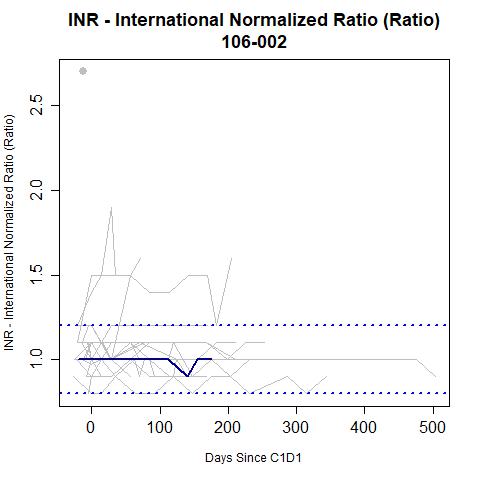 INR - International Normalized Ratio (Ratio)
106-002
INR - International Normalized Ratio (Ratio)
2.5
2.0
1.5
1.0
0 100 200 300 400 500
Days Since C1D1